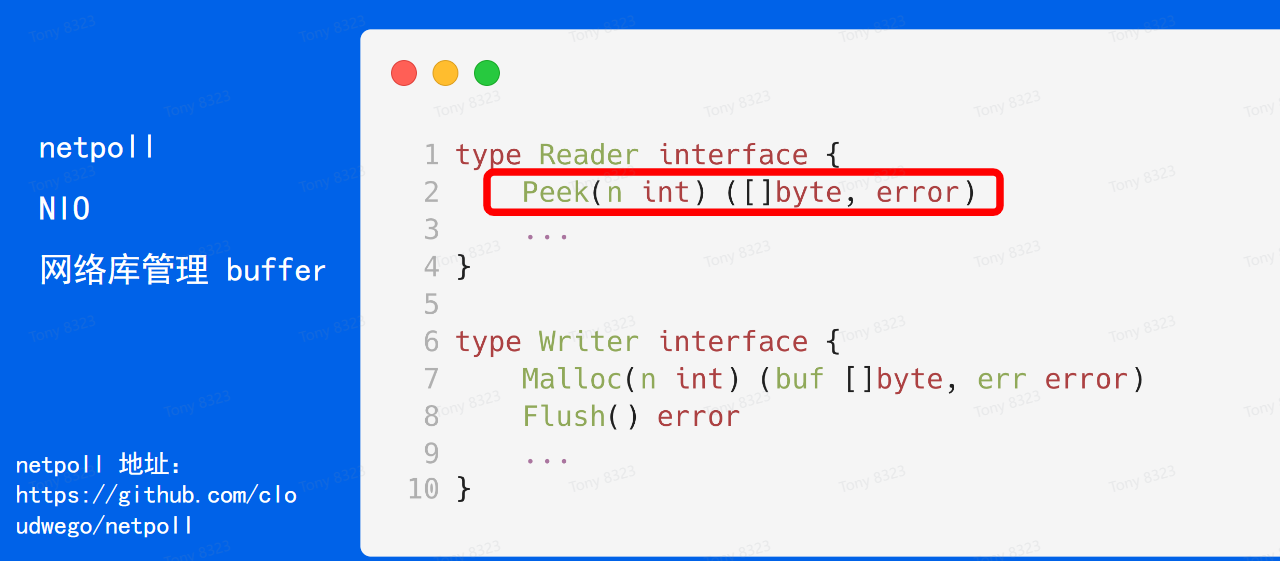 netpoll
NIO
网络库管理 buffer
netpoll 地址:
https://github.com/clo
udwego/netpoll
1 type Reader interface {
2 Peek(n int) ([]byte, error)
3 ...
4 }
5
6 type Writer interface {
7 Malloc(n int) (buf []byte, err error)
8 Flush() error
9 ...
10 }
Tony 8323